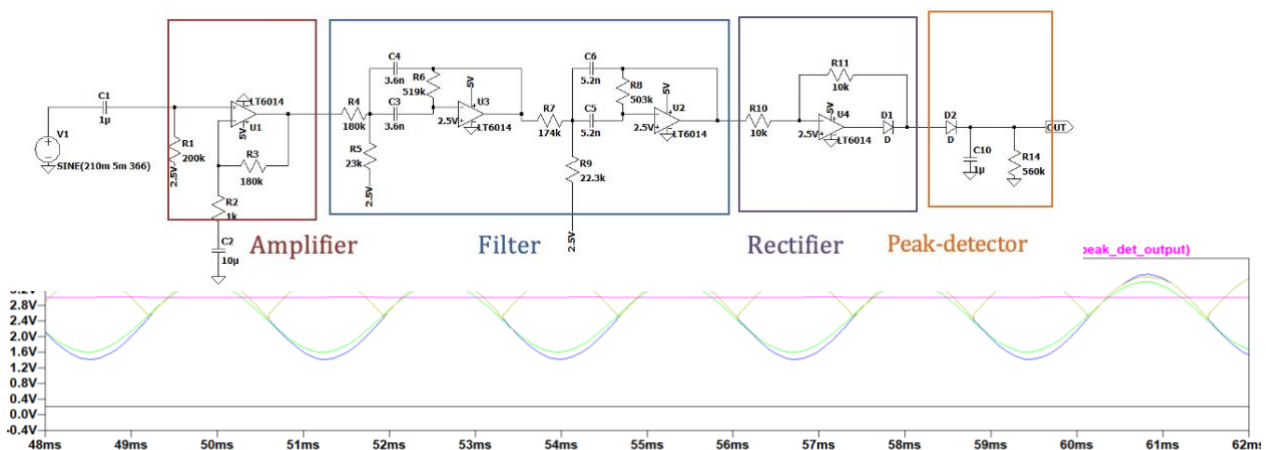 C1
1µ
V1
SINE(210m 5m 366)
R1
200k
2.5V
LT6014
U1
5V
R3
180k
R2
1k
C2
10µ
Amplifier
R4
180k
R5
23k
2.5V
C4
3.6n
R6
519k
C3
3.6n
5V
U3
2.5V
LT6014
R7
174k
C6
5.2n
R8
503k
C5
5.2n
5V
U2
2.5V
LT6014
R9
22.3k
2.5V
Filter
R10
10k
R11
10k
5V
U4
2.5V
LT6014
D1
D
Rectifier
D2
D
C10
1µ
R14
560k
OUT
Peak-detector
peak_det_output)
3.2V
2.8V
2.4V
2.0V
1.6V
1.2V
0.8V
0.4V
0.0V
-0.4V
48ms 49ms 50ms 51ms 52ms 53ms 54ms 55ms 56ms 57ms 58ms 59ms 60ms 61ms 62ms